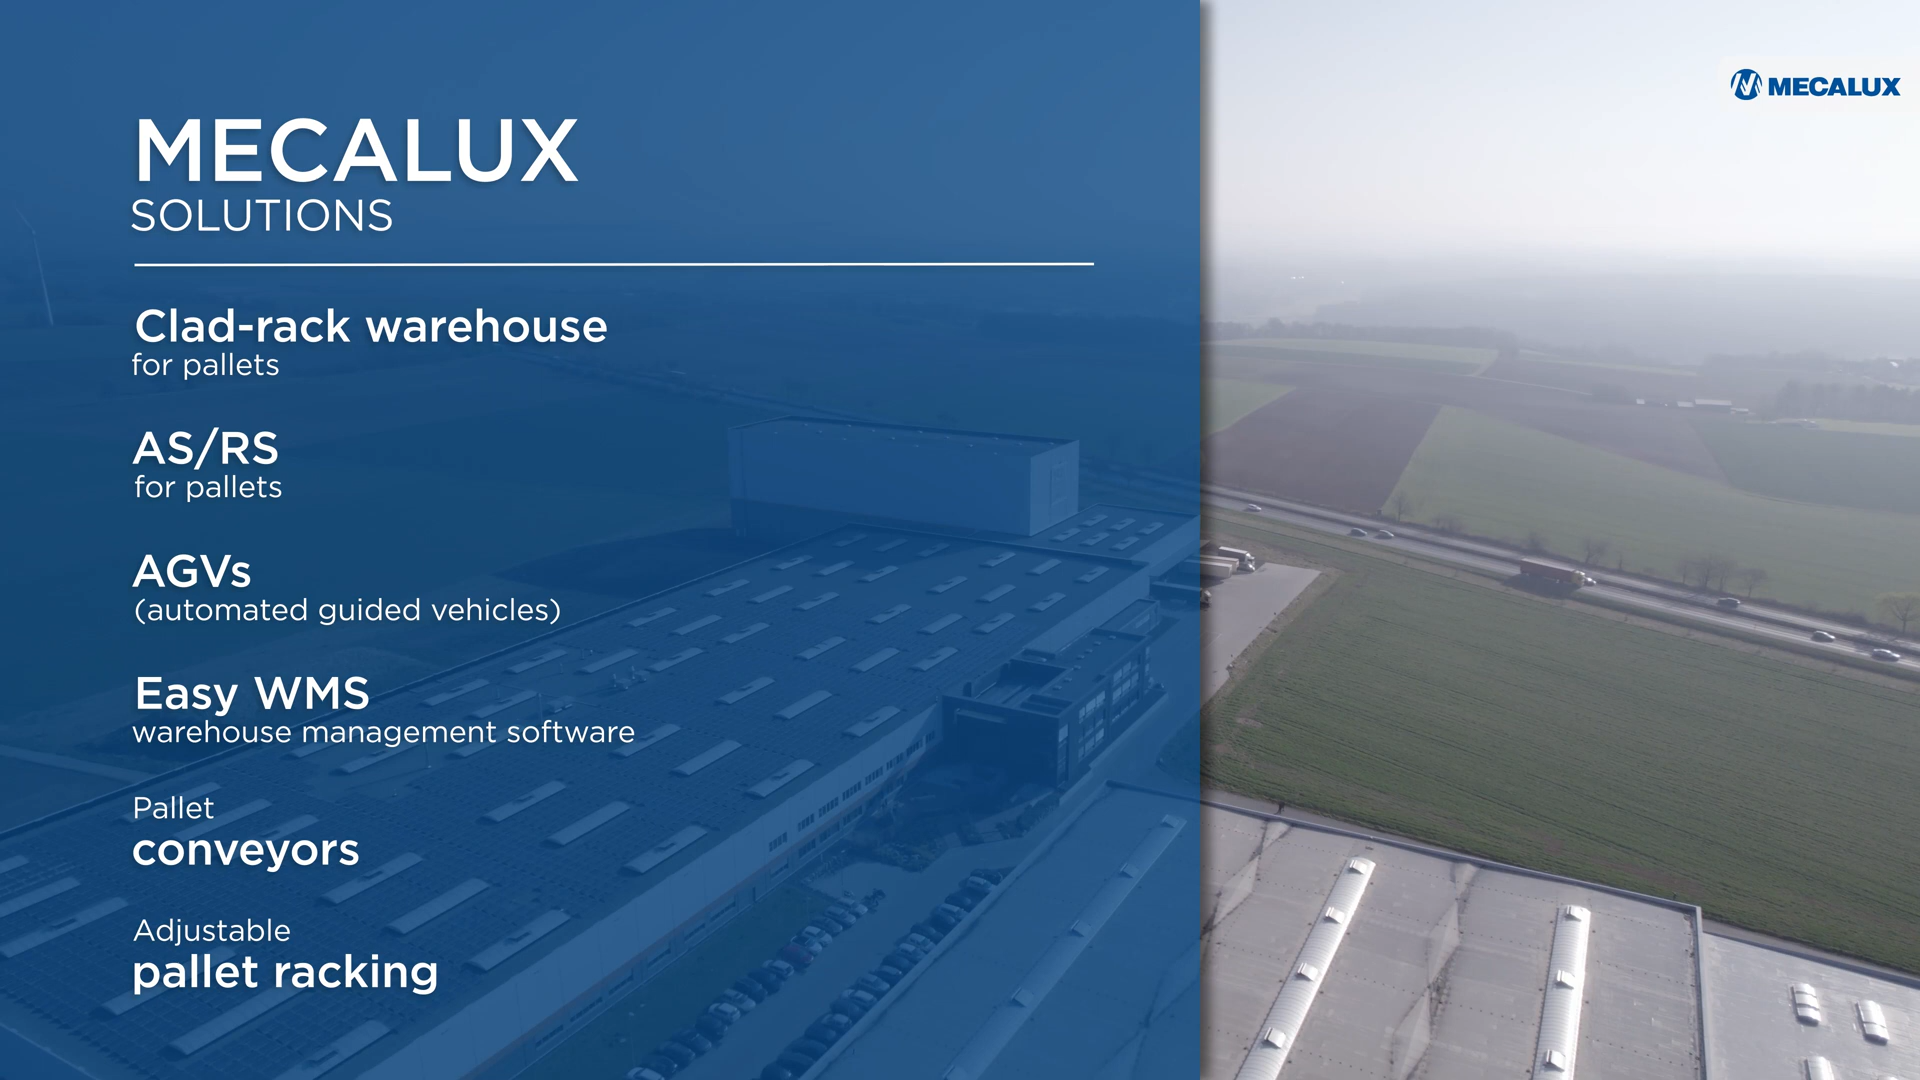 MECALUX
SOLUTIONS
Clad-rack warehouse
for pallets
AS/RS
for pallets
AGVs
(automated guided vehicles)
Easy WMS
warehouse management software
Pallet
conveyors
Adjustable
pallet racking
MECALUX